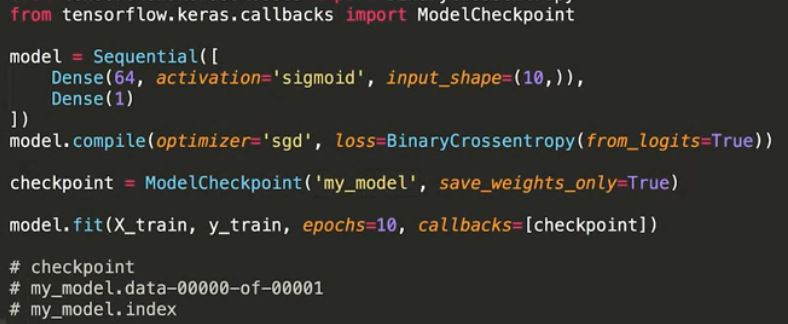 from tensorflow.keras.callbacks import ModelCheckpoint
model = Sequential([
    Dense(64, activation='sigmoid', input_shape=(10,)),
    Dense(1)
])
model.compile(optimizer='sgd', loss=BinaryCrossentropy(from_logits=True))
checkpoint = ModelCheckpoint('my_model', save_weights_only=True)
model.fit(X_train, y_train, epochs=10, callbacks=[checkpoint])
# checkpoint
# my_model.data-00000-of-00001
# my_model.index